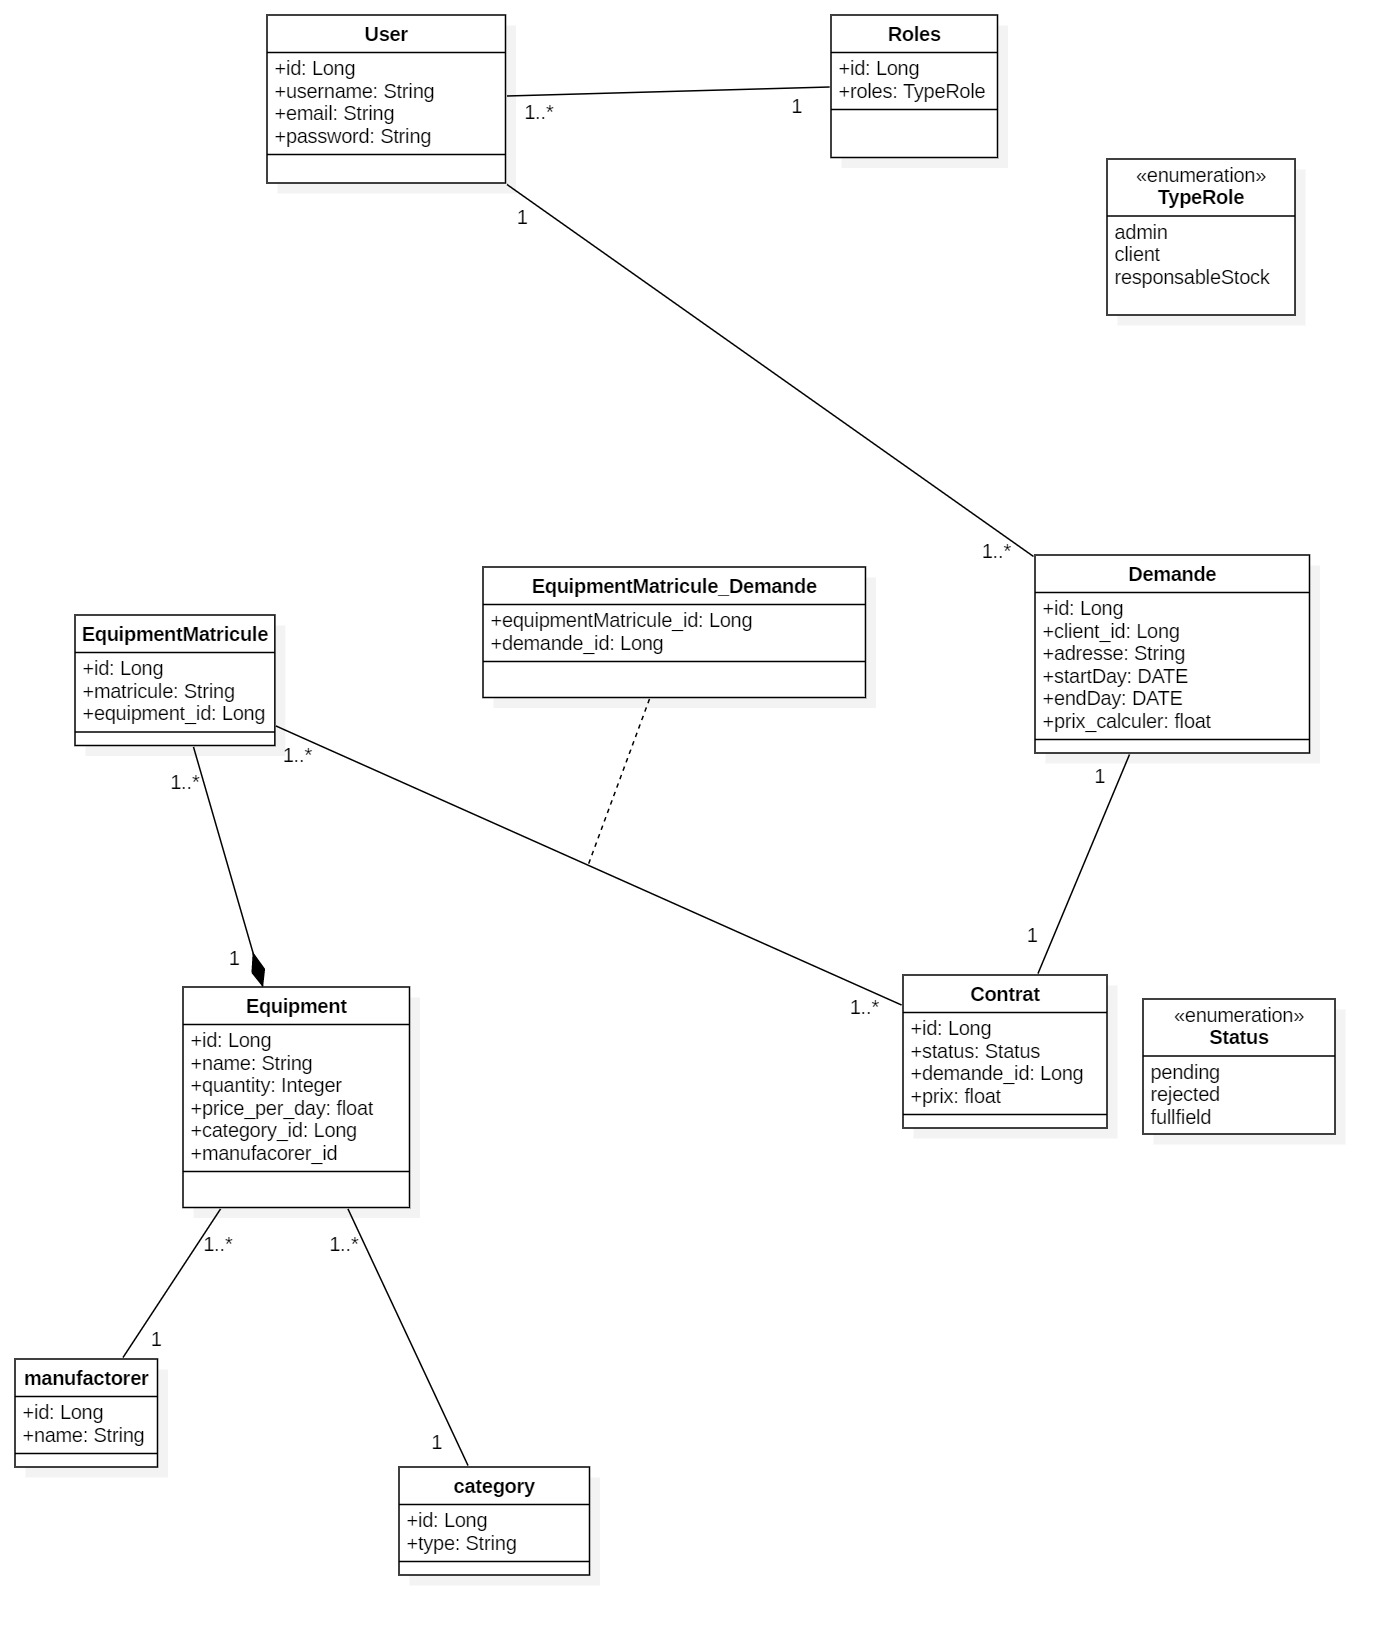 User
+id: Long
+username: String
+email: String
+password: String
1..*
1
Roles
+id: Long
+roles: TypeRole
«enumeration»
TypeRole
admin
client
responsableStock
1
1..*
EquipmentMatricule_Demande
+equipmentMatricule_id: Long
+demande_id: Long
Demande
+id: Long
+client_id: Long
+adresse: String
+startDay: DATE
+endDay: DATE
+prix_calculer: float
EquipmentMatricule
+id: Long
+matricule: String
+equipment_id: Long
1..*
1..*
1
1
1
1..*
Equipment
+id: Long
+name: String
+quantity: Integer
+price_per_day: float
+category_id: Long
+manufacorer_id
Contrat
+id: Long
+status: Status
+demande_id: Long
+prix: float
«enumeration»
Status
pending
rejected
fullfield
1..*
1..*
1
manufactorer
+id: Long
+name: String
1
category
+id: Long
+type: String